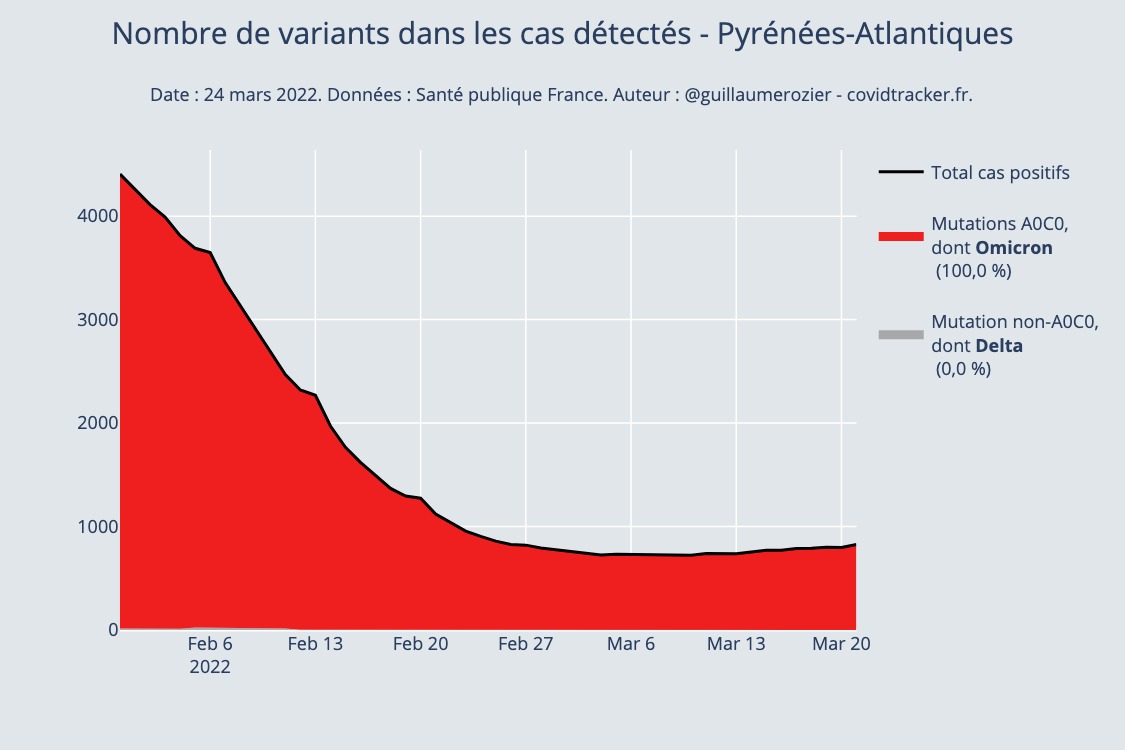 Nombre de variants dans les cas détectés - Pyrénées-Atlantiques
Date : 24 mars 2022. Données : Santé publique France. Auteur : @guillaumerozier - covidtracker.fr.
Total cas positifs
Mutations A0C0,
dont Omicron
(100,0 %)
Mutation non-A0C0,
dont Delta
(0,0 %)
4000
3000
2000
1000
0
Feb 6 Feb 13 Feb 20 Feb 27 Mar 6 Mar 13 Mar 20
2022